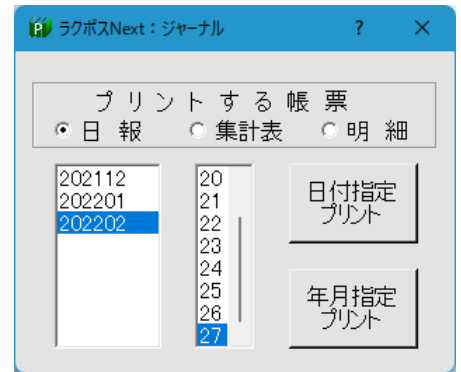 ラクポスNext：ジャーナル ? ×
プリントする帳票
日報 集計表 明細
202112
202201
202202
20
21
22
23
24
25
26
27
日付指定
プリント
年月指定
プリント